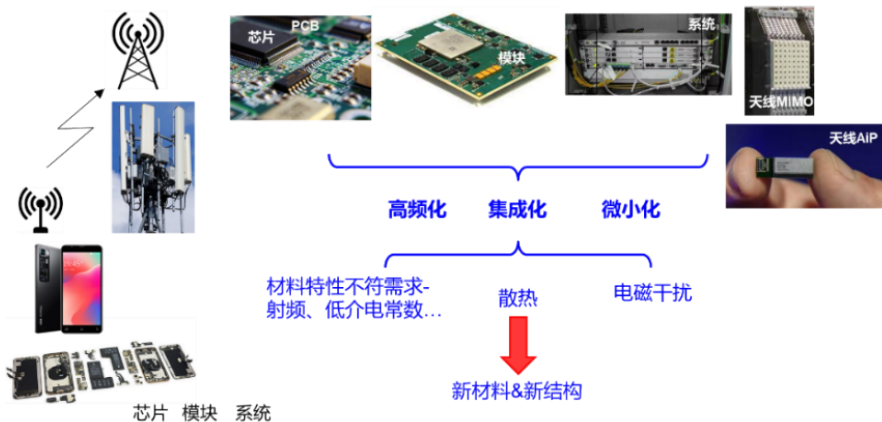 芯片
PCB
模块
系统
天线MIMO
天线AiP
高频化 集成化 微小化
材料特性不符需求-
射频、低介电常数...
散热
电磁干扰
新材料&新结构
芯片 模块 系统